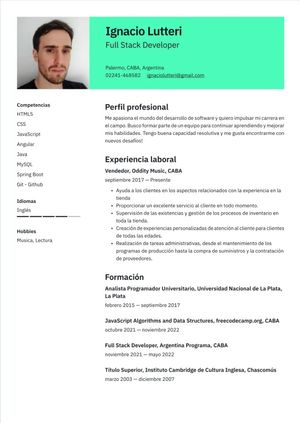 Ignacio Lutteri
Full Stack Developer
Palermo, CABA, Argentina
02241-468582 ignaciolutteri@gmail.com
Competencias
HTML5
CSS
JavaScript
Angular
Java
MySQL
Spring Boot
Git - Github
Idiomas
Inglés
Hobbies
Musica, Lectura
Perfil profesional
Me apasiona el mundo del desarrollo de software y quiero impulsar mi carrera en
el campo. Busco formar parte de un equipo para continuar aprendiendo y mejorar
mis habilidades. Tengo buena capacidad resolutiva y me gusta encontrarme con
nuevos desafios!
Experiencia laboral
Vendedor, Oddity Music, CABA
septiembre 2017 — Presente
• Ayuda a los clientes en los aspectos relacionados con la experiencia en la
tienda
• Proporcionar un excelente servicio al cliente en todo momento.
• Supervisión de las existencias y gestión de los procesos de inventario en
toda la tienda.
• Creación de experiencias personalizadas de atención al cliente para clientes
de todas las edades.
• Realización de tareas administrativas, desde el mantenimiento de los
programas de producción hasta la compra de suministros y la contratación
de proveedores.
Formación
Analista Programador Universitario, Universidad Nacional de La Plata,
La Plata
febrero 2015 — septiembre 2017
JavaScript Algorithms and Data Structures, freecodecamp.org, CABA
octubre 2021 — noviembre 2022
Full Stack Developer, Argentina Programa, CABA
noviembre 2021 — mayo 2022
Titulo Superior, Instituto Cambridge de Cultura Inglesa, Chascomús
marzo 2003 — diciembre 2007